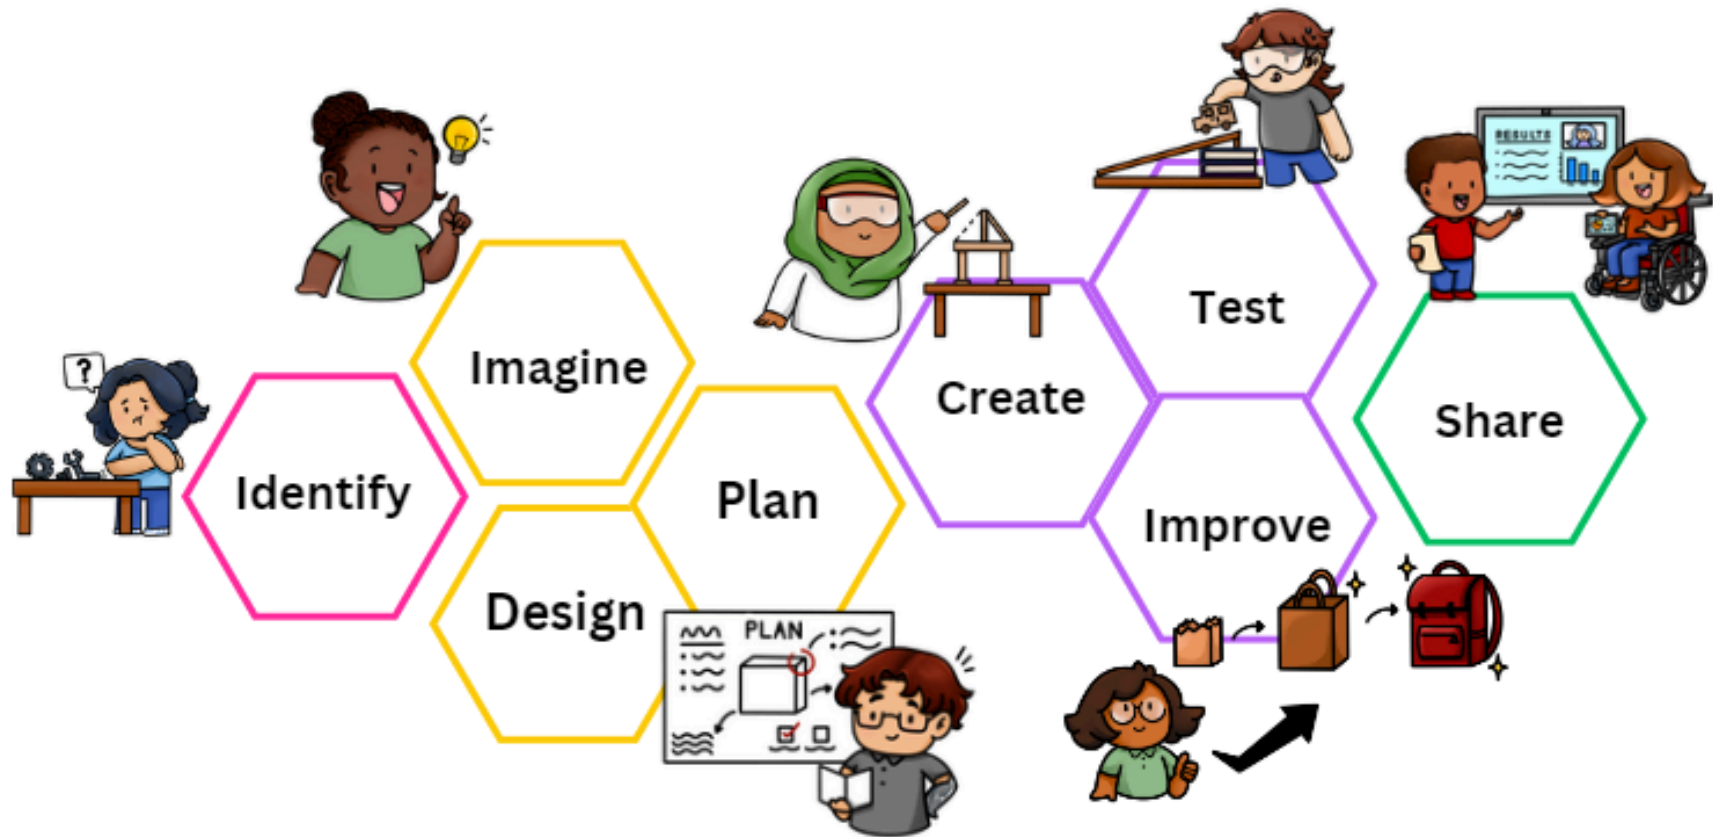 ?
Identify
Imagine
Design
Plan
PLAN
Create
Test
Improve
RESULTS
Share